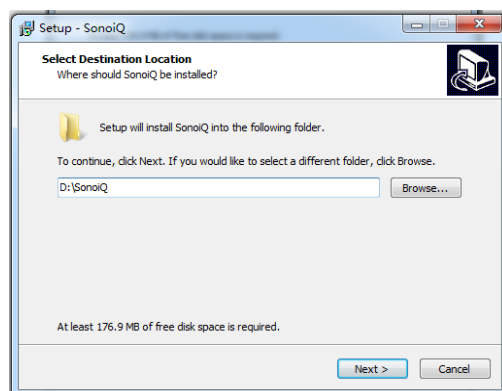 Setup - SonoiQ
Select Destination Location
Where should SonoiQ be installed?
Setup will install SonoiQ into the following folder.
To continue, click Next. If you would like to select a different folder, click Browse.
D:\SonoiQ
Browse...
At least 176.9 MB of free disk space is required.
Next >
Cancel